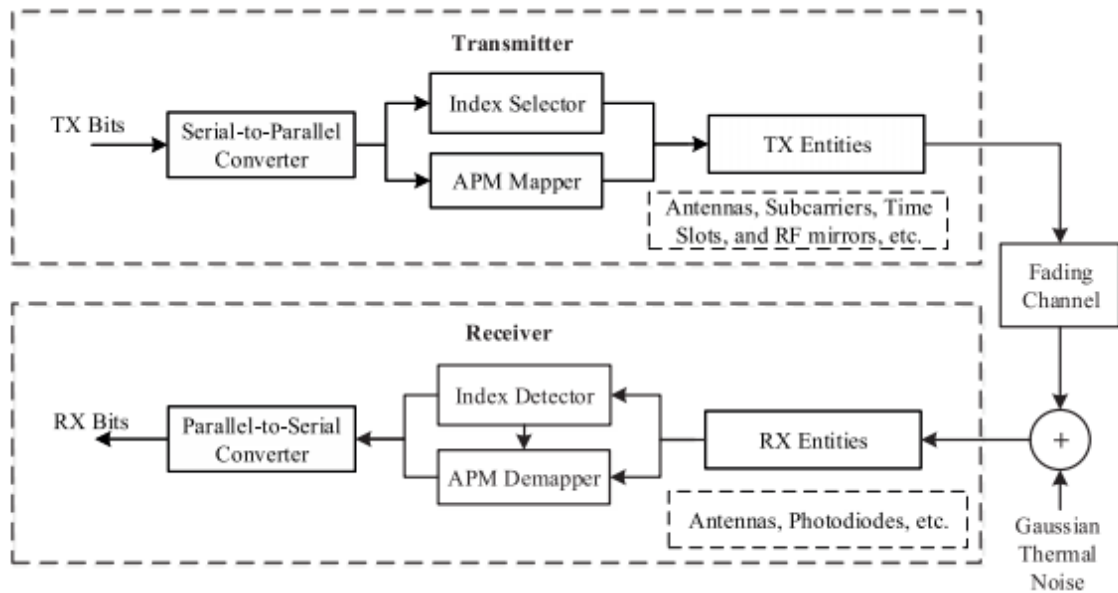 Transmitter
TX Bits
Serial-to-Parallel
Converter
Index Selector
APM Mapper
TX Entities
Antennas, Subcarriers, Time
Slots, and RF mirrors, etc.
Fading
Channel
Receiver
RX Bits
Parallel-to-Serial
Converter
Index Detector
APM Demapper
RX Entities
Antennas, Photodiodes, etc.
+
Gaussian
Thermal
Noise